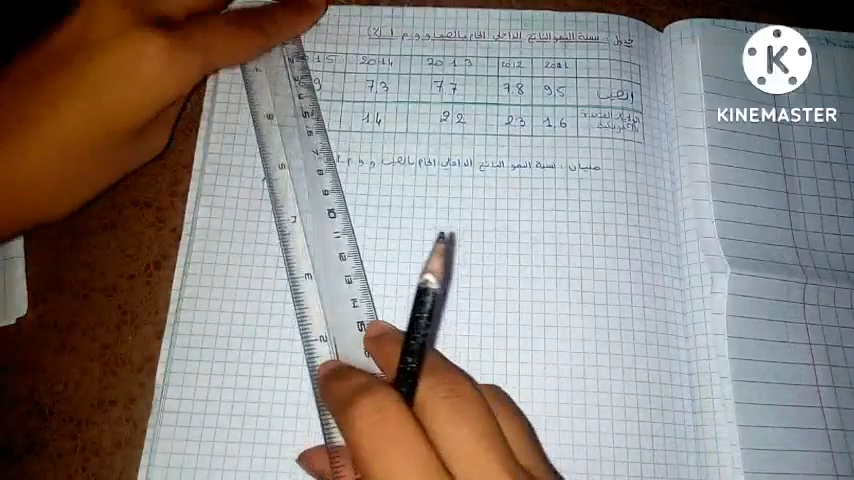 جدول : نسبة النمو الناتج الداخلي الخام بالصين و و م أ (%)
2011 2012 2013 2014 2015
الصين 9.5 7.8 7.7 7.3
الولايات المتحدة الأمريكية 1.6 2.3 2.2 1.4
مبيان : نسبة النمو الناتج الداخلي الخام بالصين و و م أ
KINEMASTER